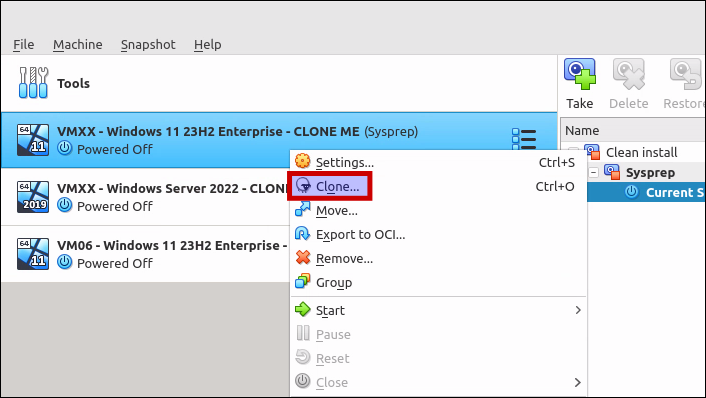 File Machine Snapshot Help
Tools
Take Delete Restore
Name
64 11 VMXX - Windows 11 23H2 Enterprise - CLONE ME (Sysprep)
Powered Off
64 2019 VMXX - Windows Server 2022 - CLON
Powered Off
64 11 VM06 - Windows 11 23H2 Enterprise -
Powered Off
Settings... Ctrl+S
Clone... Ctrl+O
Move...
Export to OCI...
Remove...
Group
Start
Pause
Reset
Close
Clean install
Sysprep
Current S